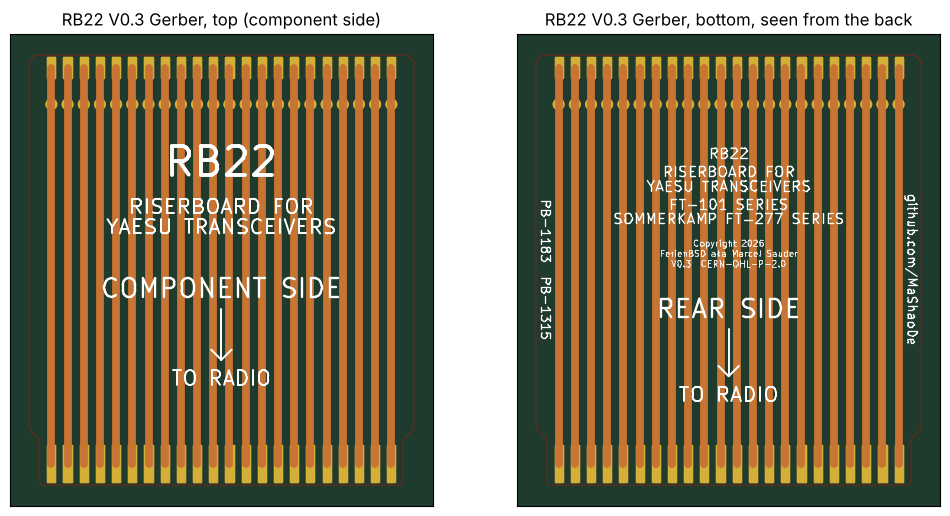 RB22 V0.3 Gerber, top (component side)
RB22
RISERBOARD FOR
YAESU TRANSCEIVERS
COMPONENT SIDE
TO RADIO
RB22 V0.3 Gerber, bottom, seen from the back
RB22
RISERBOARD FOR
YAESU TRANSCEIVERS
FT-101 SERIES
SOMMERKAMP FT-277 SERIES
Copyright 2026
FeilenBSD aka Marcel Sauder
V0.3 CERN-OHL-P-2.0
REAR SIDE
TO RADIO
PB-1183 PB-1315
github.com/MaShaoDe